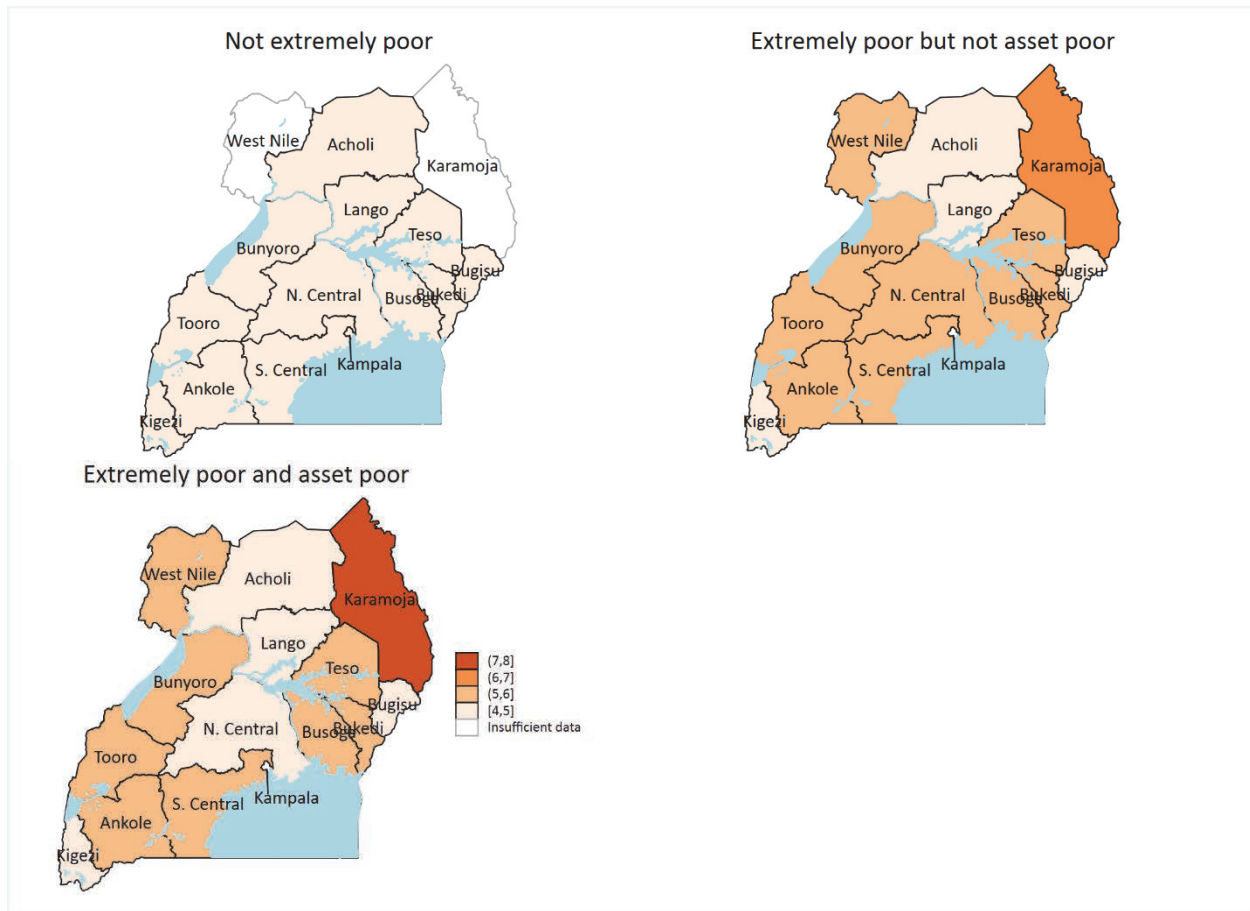 Not extremely poor
West Nile
Acholi
Karamoja
Lango
Teso
Bunyoro
Bugisu
N. Central
Busoga
Bukedi
Tooro
Kampala
S. Central
Ankole
Kigezi
Extremely poor but not asset poor
West Nile
Acholi
Karamoja
Lango
Teso
Bunyoro
Bugisu
N. Central
Busoga
Bukedi
Tooro
Kampala
S. Central
Ankole
Kigezi
Extremely poor and asset poor
West Nile
Acholi
Karamoja
Lango
Teso
Bunyoro
Bugisu
N. Central
Busoga
Bukedi
Tooro
Kampala
S. Central
Ankole
Kigezi
(7,8]
(6,7]
(5,6]
[4,5]
Insufficient data